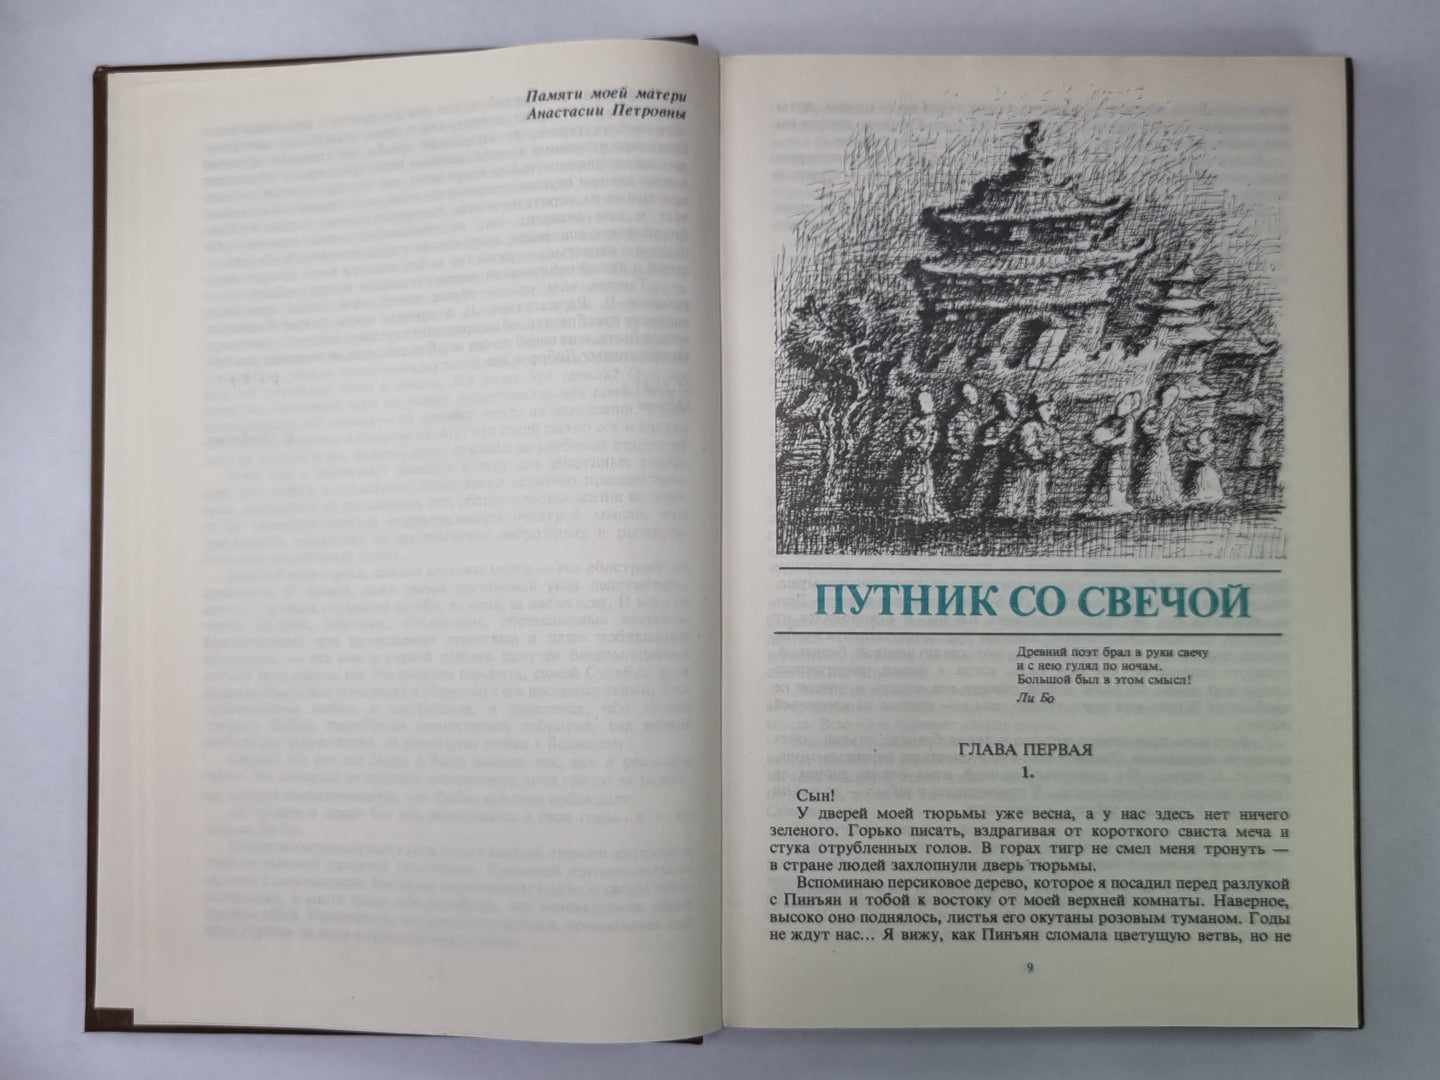 Памяти моей матери
Анастасии Петровны
ПУТНИК СО СВЕЧОЙ
Древний поэт брал в руки свечу
и с нею гулял по ночам.
Большой был в этом смысл!
Ли Бо
ГЛАВА ПЕРВАЯ
1.
Сын!
У дверей моей тюрьмы уже весна, а у нас здесь нет ничего
зеленого. Горько писать, вздрагивая от короткого свиста меча и
стука отрубленных голов. В горах тигр не смел меня тронуть —
в стране людей захлопнули дверь тюрьмы.
Вспоминаю персиковое дерево, которое я посадил перед разлукой
с Пинъян и тобой к востоку от моей верхней комнаты. Наверное,
высоко оно поднялось, листья его окутаны розовым туманом. Годы
не ждут нас... Я вижу, как Пинъян сломала цветущую ветвь, но не
9